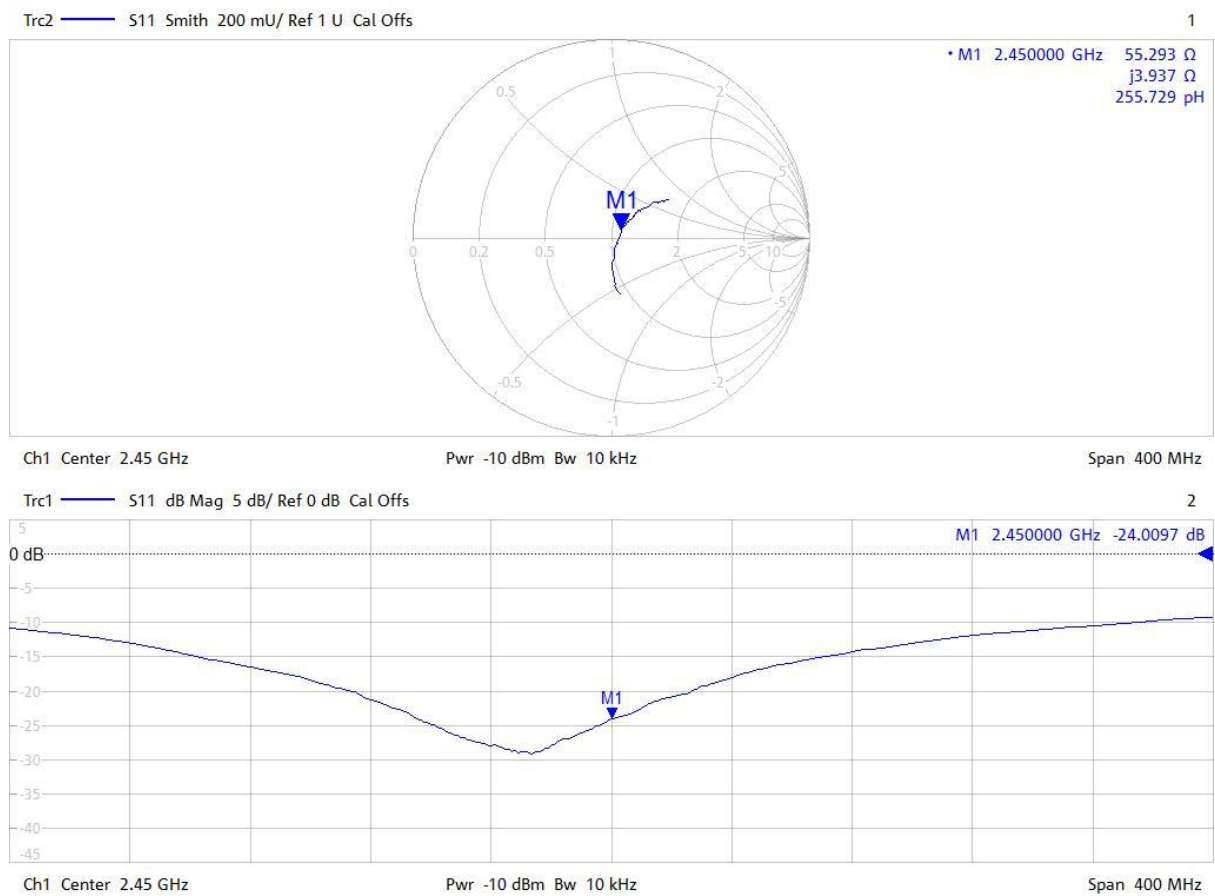 Trc2 S11 Smith 200 mU/ Ref 1 U Cal Offs 1
• M1 2.450000 GHz 55.293 Ω
j3.937 Ω
255.729 pH
1
0.5 2
M1 5
0 0.2 0.5 1 2 5 10
-5
-0.5 -2
-1
Ch1 Center 2.45 GHz Pwr -10 dBm Bw 10 kHz Span 400 MHz
Trc1 S11 dB Mag 5 dB/ Ref 0 dB Cal Offs 2
5
M1 2.450000 GHz -24.0097 dB
0 dB
-5
-10
-15
-20
M1
-25
-30
-35
-40
-45
Ch1 Center 2.45 GHz Pwr -10 dBm Bw 10 kHz Span 400 MHz